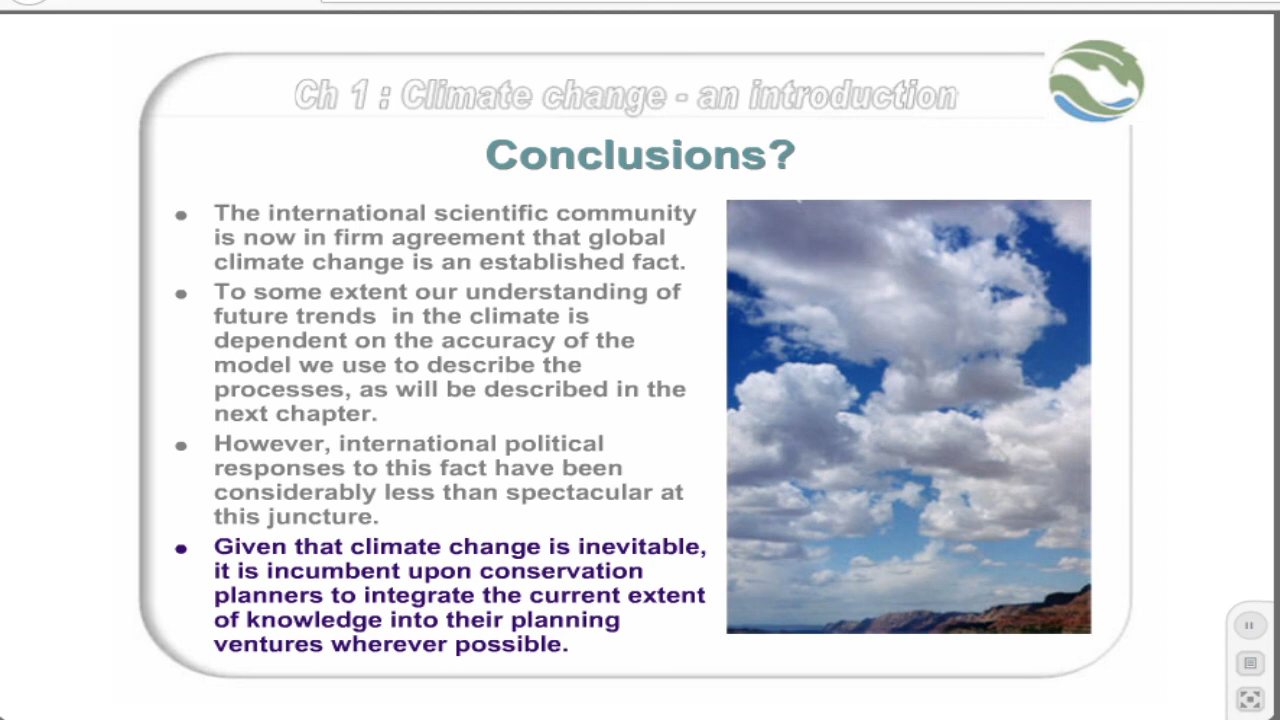 Ch 1 : Climate change - an introduction
Conclusions?
• The international scientific community
is now in firm agreement that global
climate change is an established fact.
• To some extent our understanding of
future trends  in the climate is
dependent on the accuracy of the
model we use to describe the
processes, as will be described in the
next chapter.
• However, international political
responses to this fact have been
considerably less than spectacular at
this juncture.
• Given that climate change is inevitable,
it is incumbent upon conservation
planners to integrate the current extent
of knowledge into their planning
ventures wherever possible.